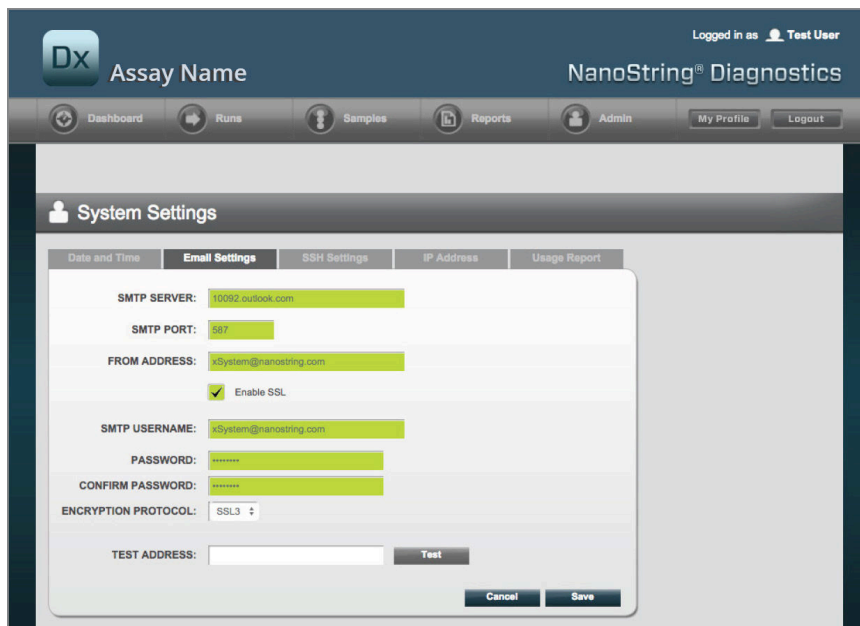 Logged in as Test User
Dx Assay Name
NanoString® Diagnostics
Dashboard Runs Samples Reports Admin My Profile Logout
System Settings
Date and Time Email Settings SSH Settings IP Address Usage Report
SMTP SERVER: 10092.outlook.com
SMTP PORT: 587
FROM ADDRESS: xSystem@nanostring.com
Enable SSL
SMTP USERNAME: xSystem@nanostring.com
PASSWORD: ••••••••
CONFIRM PASSWORD: ••••••••
ENCRYPTION PROTOCOL: SSL3
TEST ADDRESS: Test
Cancel Save